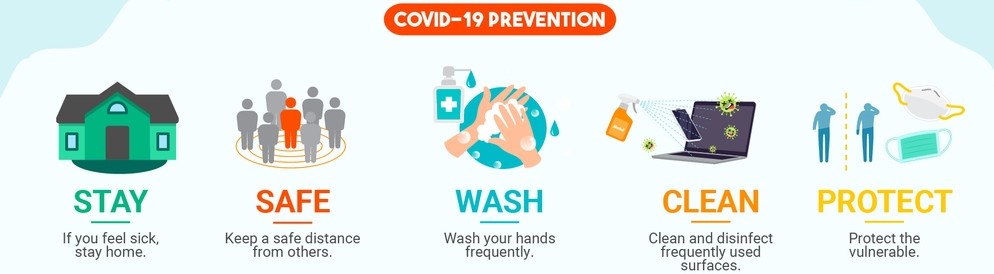 COVID-19 PREVENTION
STAY
If you feel sick,
stay home.
SAFE
Keep a safe distance
from others.
WASH
Wash your hands
frequently.
CLEAN
Clean and disinfect
frequently used
surfaces.
PROTECT
Protect the
vulnerable.